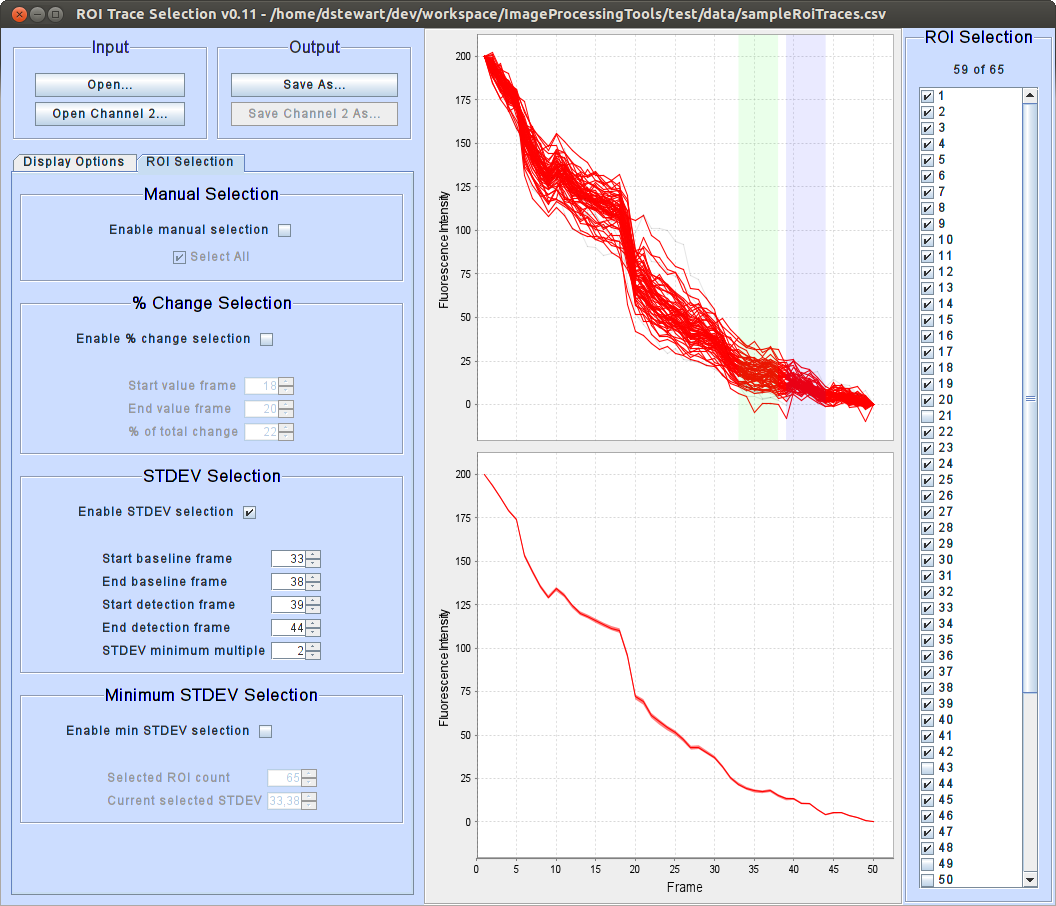 ROI Trace Selection v0.11 - /home/dstewart/dev/workspace/ImageProcessingTools/test/data/sampleRoiTraces.csv
Input
Open...
Open Channel 2...
Output
Save As...
Save Channel 2 As...
Display Options
ROI Selection
Manual Selection
Enable manual selection
Select All
% Change Selection
Enable % change selection
Start value frame 18
End value frame 20
% of total change 22
STDEV Selection
Enable STDEV selection
Start baseline frame 33
End baseline frame 38
Start detection frame 39
End detection frame 44
STDEV minimum multiple 2
Minimum STDEV Selection
Enable min STDEV selection
Selected ROI count 65
Current selected STDEV 33,38
Fluorescence Intensity
200
175
150
125
100
75
50
25
0
Fluorescence Intensity
200
175
150
125
100
75
50
25
0
0 5 10 15 20 25 30 35 40 45 50
Frame
ROI Selection
59 of 65
1
2
3
4
5
6
7
8
9
10
11
12
13
14
15
16
17
18
19
20
21
22
23
24
25
26
27
28
29
30
31
32
33
34
35
36
37
38
39
40
41
42
43
44
45
46
47
48
49
50